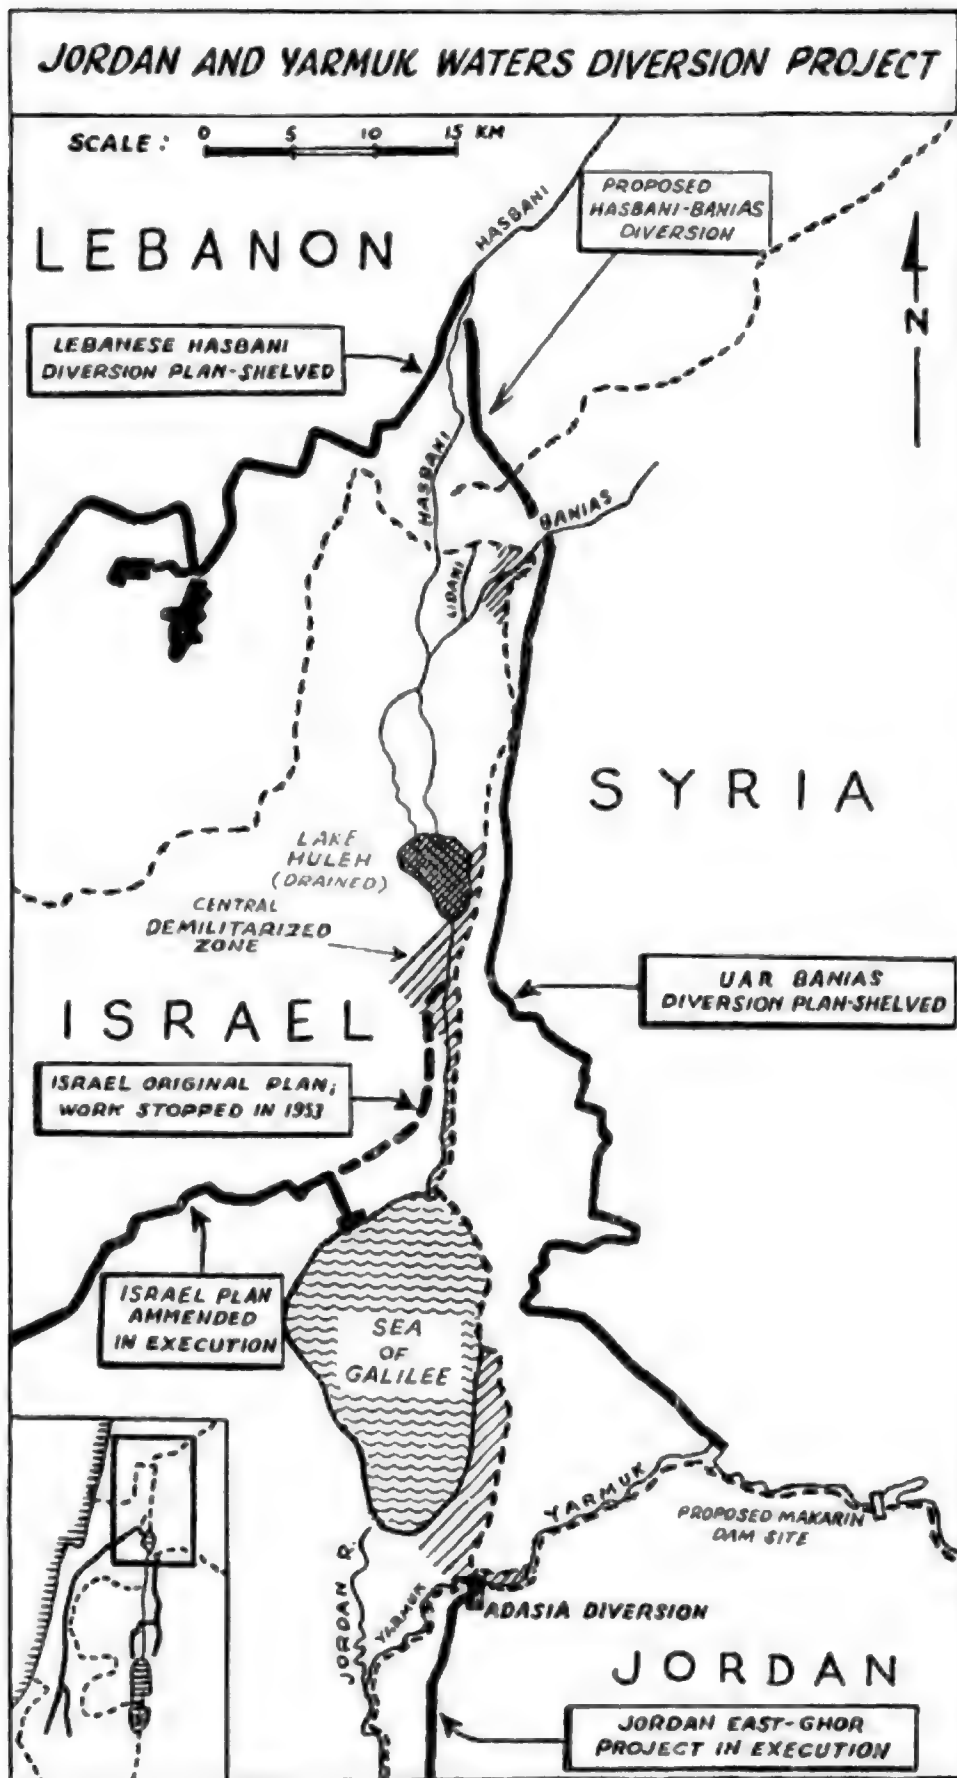 JORDAN AND YARMUK WATERS DIVERSION PROJECT
SCALE: 0 5 10 15 KM
HASBANI
PROPOSED
HASBANI-BANIAS
DIVERSION
LEBANON
N
LEBANESE HASBANI
DIVERSION PLAN-SHELVED
HASBANI
BANIAS
LIDANI
SYRIA
LAKE
HULEH
(DRAINED)
CENTRAL
DEMILITARIZED
ZONE
UAR BANIAS
DIVERSION PLAN-SHELVED
ISRAEL
ISRAEL ORIGINAL PLAN;
WORK STOPPED IN 1953
ISRAEL PLAN
AMMENDED
IN EXECUTION
SEA
OF
GALILEE
YARMUK
PROPOSED MAKARIN
DAM SITE
JORDAN R.
YARMUK
ADASIA DIVERSION
JORDAN
JORDAN EAST-GHOR
PROJECT IN EXECUTION